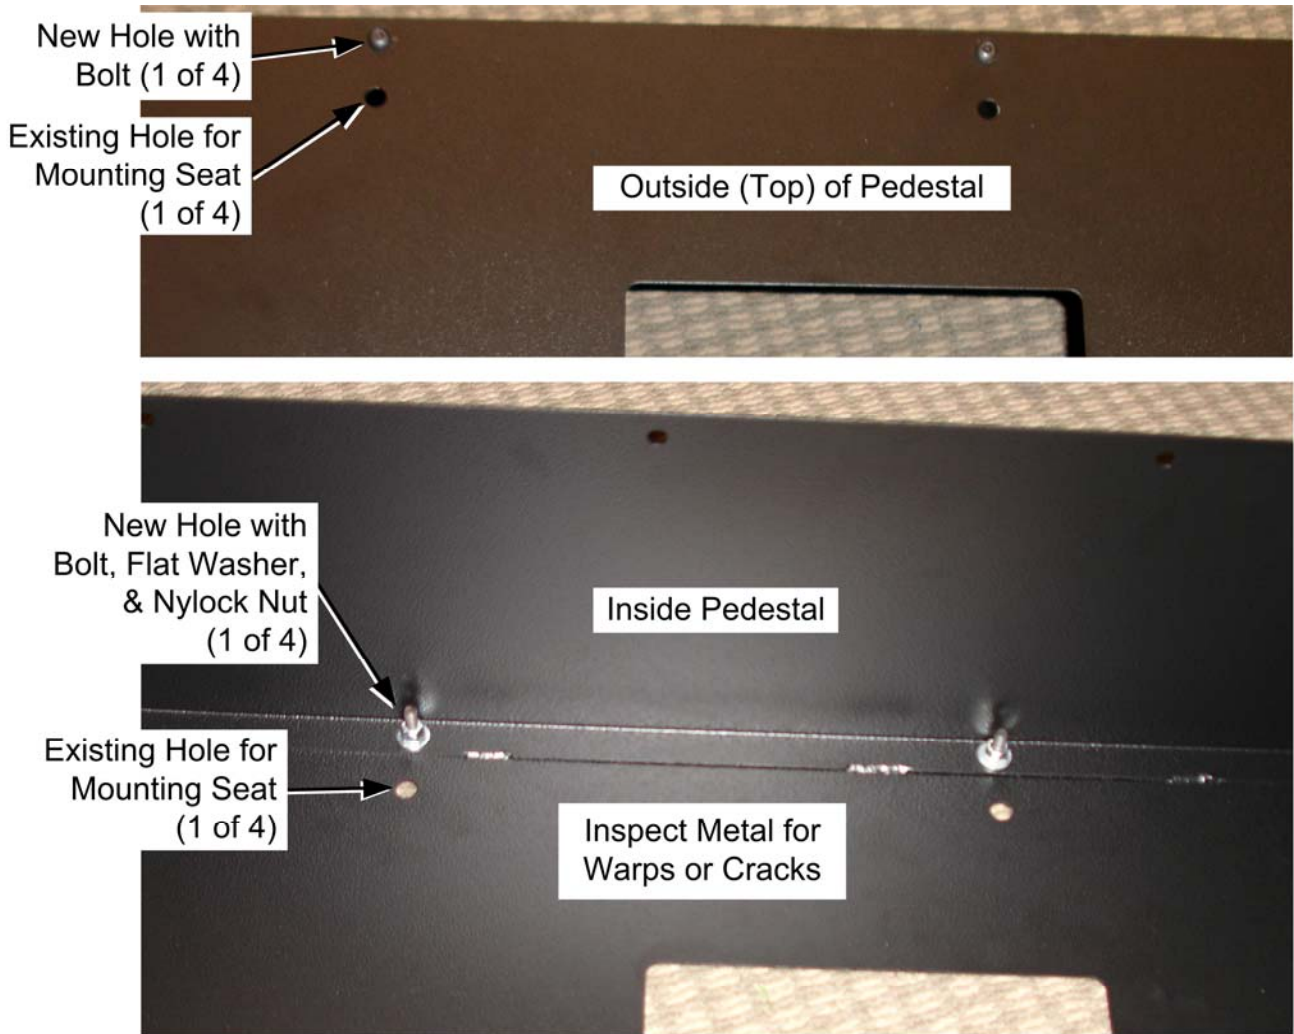 New Hole with
Bolt (1 of 4)
Existing Hole for
Mounting Seat
(1 of 4)
Outside (Top) of Pedestal
New Hole with
Bolt, Flat Washer,
& Nylock Nut
(1 of 4)
Inside Pedestal
Existing Hole for
Mounting Seat
(1 of 4)
Inspect Metal for
Warps or Cracks